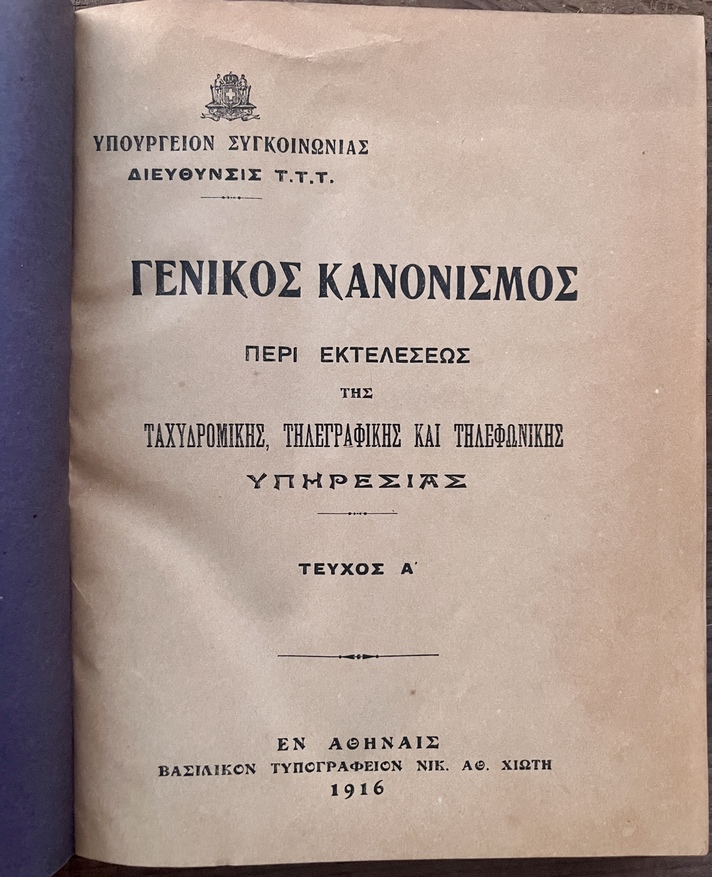 ΥΠΟΥΡΓΕΙΟΝ ΣΥΓΚΟΙΝΩΝΙΑΣ
ΔΙΕΥΘΥΝΣΙΣ Τ.Τ.Τ.
ΓΕΝΙΚΟΣ ΚΑΝΟΝΙΣΜΟΣ
ΠΕΡΙ ΕΚΤΕΛΕΣΕΩΣ
ΤΗΣ
ΤΑΧΥΔΡΟΜΙΚΗΣ, ΤΗΛΕΓΡΑΦΙΚΗΣ ΚΑΙ ΤΗΛΕΦΩΝΙΚΗΣ
ΥΠΗΡΕΣΙΑΣ
ΤΕΥΧΟΣ Α΄
ΕΝ ΑΘΗΝΑΙΣ
ΒΑΣΙΛΙΚΟΝ ΤΥΠΟΓΡΑΦΕΙΟΝ ΝΙΚ. ΑΘ. ΧΙΩΤΗ
1916